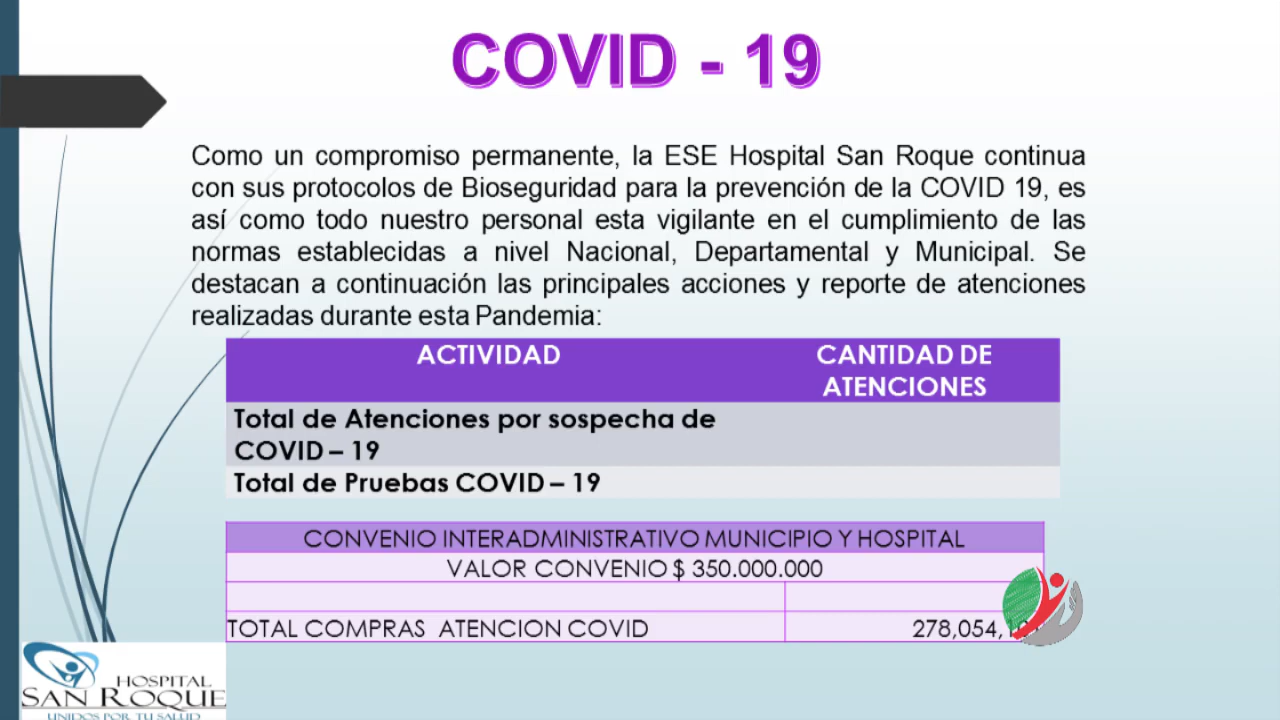 COVID - 19
Como un compromiso permanente, la ESE Hospital San Roque continua
con sus protocolos de Bioseguridad para la prevención de la COVID 19, es
así como todo nuestro personal esta vigilante en el cumplimiento de las
normas establecidas a nivel Nacional, Departamental y Municipal. Se
destacan a continuación las principales acciones y reporte de atenciones
realizadas durante esta Pandemia:
ACTIVIDAD
CANTIDAD DE
ATENCIONES
Total de Atenciones por sospecha de
COVID – 19
Total de Pruebas COVID – 19
CONVENIO INTERADMINISTRATIVO MUNICIPIO Y HOSPITAL
VALOR CONVENIO $ 350.000.000
TOTAL COMPRAS ATENCION COVID
HOSPITAL
SAN ROQUE
UNIDOS POR TU SALUD